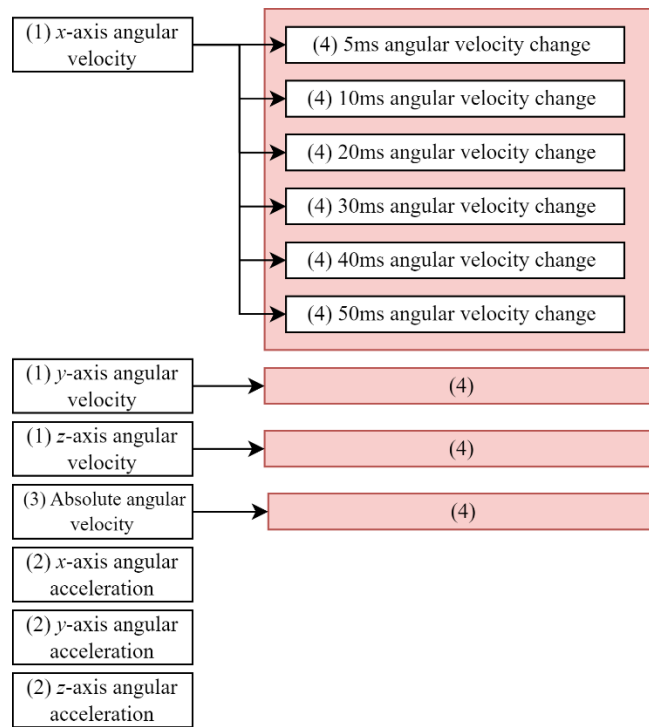 (1) x-axis angular
velocity
(4) 5ms angular velocity change
(4) 10ms angular velocity change
(4) 20ms angular velocity change
(4) 30ms angular velocity change
(4) 40ms angular velocity change
(4) 50ms angular velocity change
(1) y-axis angular
velocity
(4)
(1) z-axis angular
velocity
(4)
(3) Absolute angular
velocity
(4)
(2) x-axis angular
acceleration
(2) y-axis angular
acceleration
(2) z-axis angular
acceleration